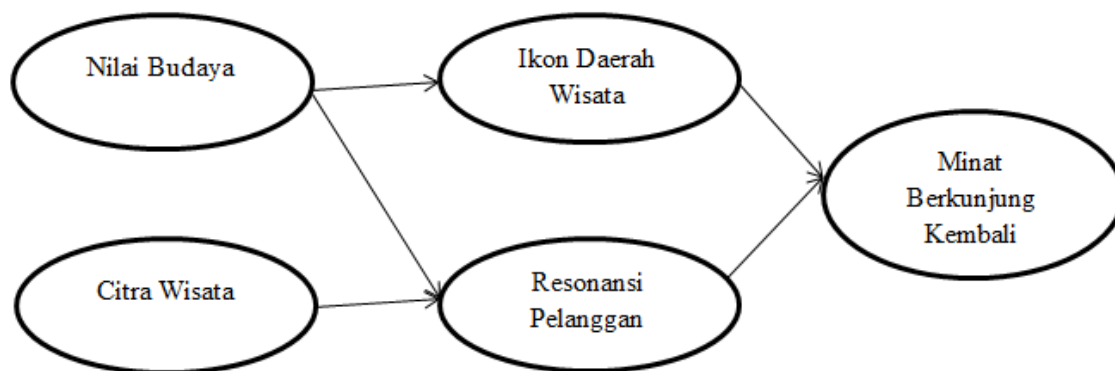 Nilai Budaya
Ikon Daerah
Wisata
Minat
Berkunjung
Kembali
Citra Wisata
Resonansi
Pelanggan